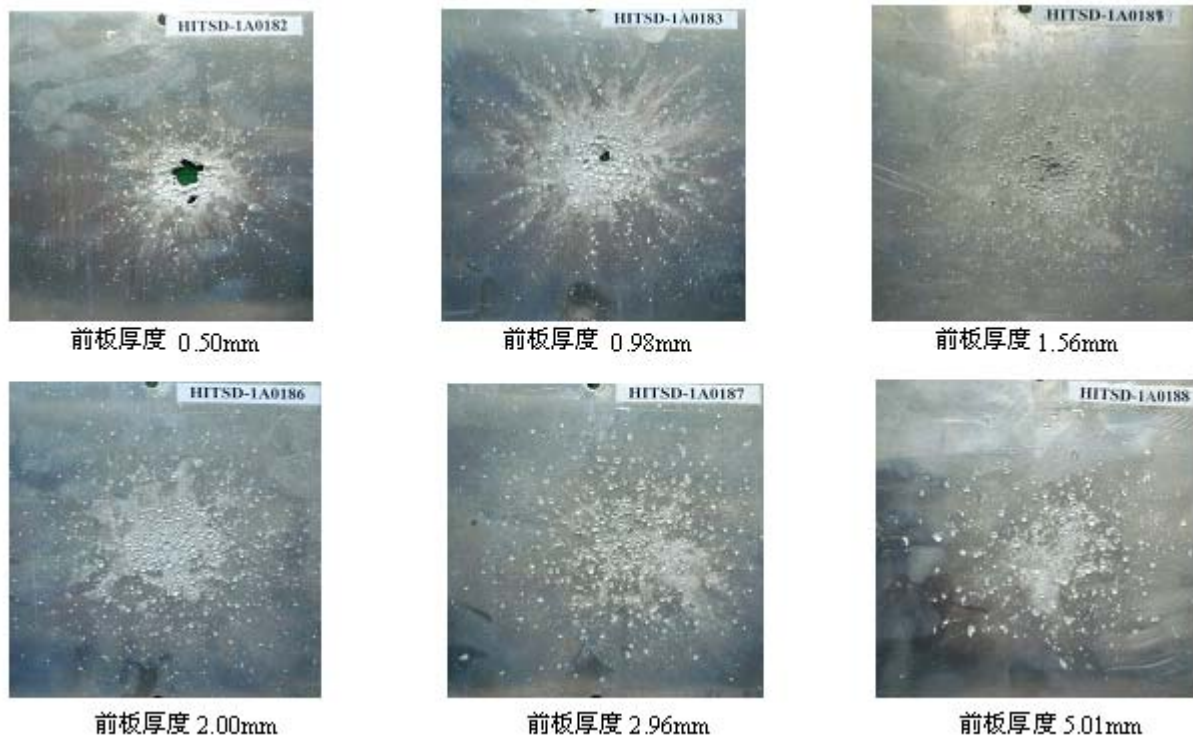 HITSD-1A0182
HITSD-1A0183
前板厚度 0.50mm
前板厚度 0.98mm
前板厚度 1.56mm
HITSD-1A0186
HITSD-1A0187
HITSD-1A0188
前板厚度 2.00mm
前板厚度 2.96mm
前板厚度 5.01mm